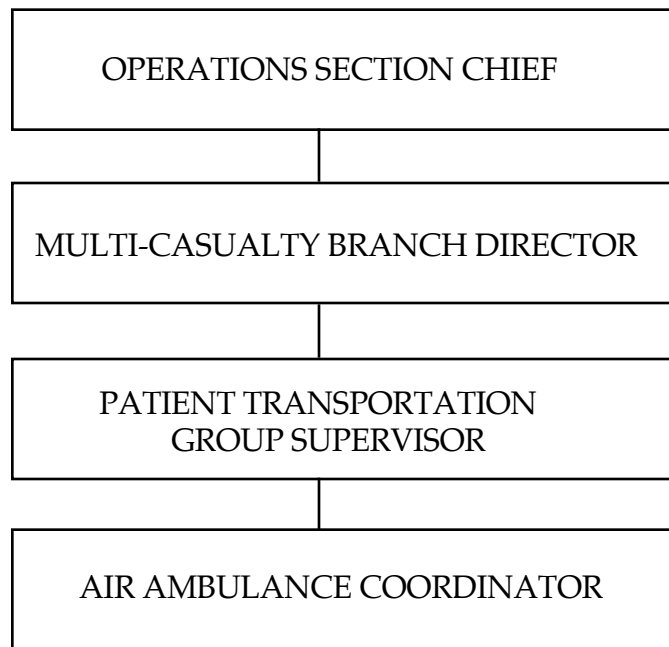 OPERATIONS SECTION CHIEF
MULTI-CASUALTY BRANCH DIRECTOR
PATIENT TRANSPORTATION
GROUP SUPERVISOR
AIR AMBULANCE COORDINATOR